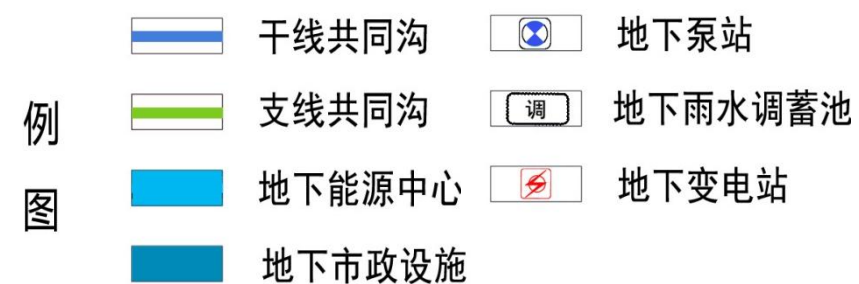 例图
干线共同沟
支线共同沟
地下能源中心
地下市政设施
地下泵站
调
地下雨水调蓄池
地下变电站